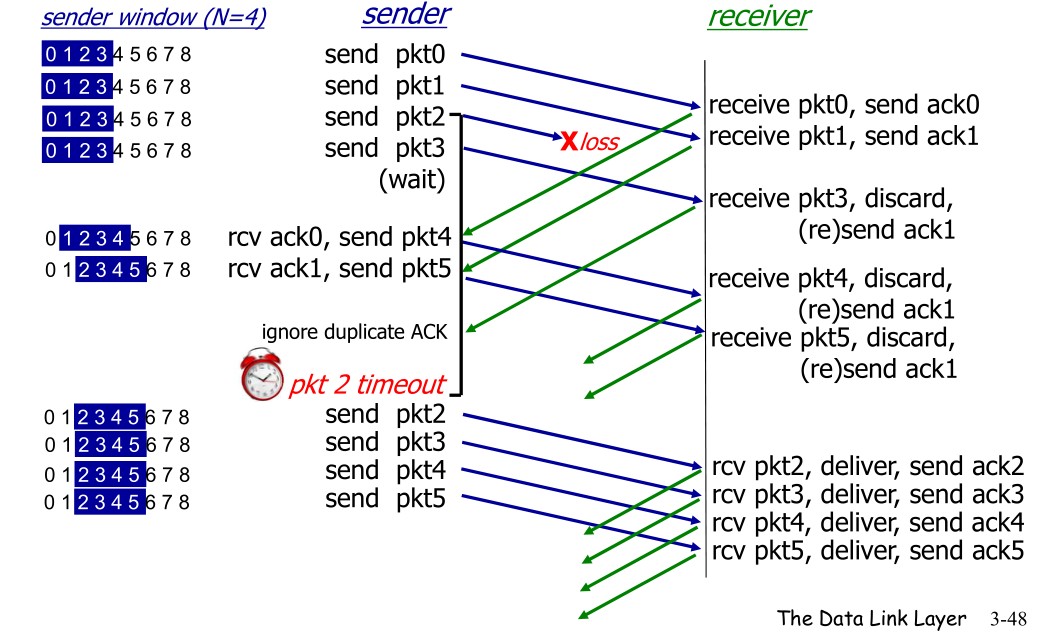 sender window (N=4)
sender
receiver
0 1 2 3 4 5 6 7 8
send pkt0
0 1 2 3 4 5 6 7 8
send pkt1
0 1 2 3 4 5 6 7 8
send pkt2
0 1 2 3 4 5 6 7 8
send pkt3
(wait)
X loss
receive pkt0, send ack0
receive pkt1, send ack1
receive pkt3, discard,
(re)send ack1
0 1 2 3 4 5 6 7 8
rcv ack0, send pkt4
0 1 2 3 4 5 6 7 8
rcv ack1, send pkt5
receive pkt4, discard,
(re)send ack1
receive pkt5, discard,
(re)send ack1
ignore duplicate ACK
pkt 2 timeout
0 1 2 3 4 5 6 7 8
send pkt2
0 1 2 3 4 5 6 7 8
send pkt3
0 1 2 3 4 5 6 7 8
send pkt4
0 1 2 3 4 5 6 7 8
send pkt5
rcv pkt2, deliver, send ack2
rcv pkt3, deliver, send ack3
rcv pkt4, deliver, send ack4
rcv pkt5, deliver, send ack5
The Data Link Layer 3-48